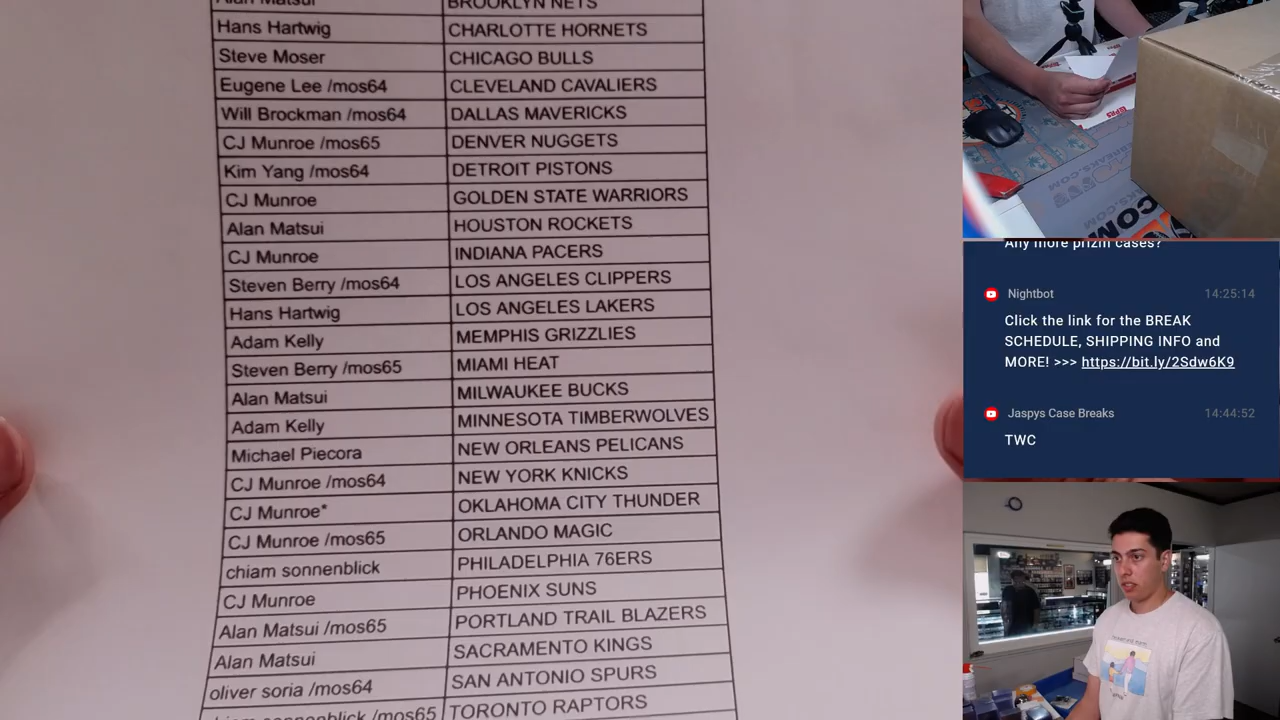 Alan Matsui BROOKLYN NETS
Hans Hartwig CHARLOTTE HORNETS
Steve Moser CHICAGO BULLS
Eugene Lee /mos64 CLEVELAND CAVALIERS
Will Brockman /mos64 DALLAS MAVERICKS
CJ Munroe /mos65 DENVER NUGGETS
Kim Yang /mos64 DETROIT PISTONS
CJ Munroe GOLDEN STATE WARRIORS
Alan Matsui HOUSTON ROCKETS
CJ Munroe INDIANA PACERS
Steven Berry /mos64 LOS ANGELES CLIPPERS
Hans Hartwig LOS ANGELES LAKERS
Adam Kelly MEMPHIS GRIZZLIES
Steven Berry /mos65 MIAMI HEAT
Alan Matsui MILWAUKEE BUCKS
Adam Kelly MINNESOTA TIMBERWOLVES
Michael Piecora NEW ORLEANS PELICANS
CJ Munroe /mos64 NEW YORK KNICKS
CJ Munroe* OKLAHOMA CITY THUNDER
CJ Munroe /mos65 ORLANDO MAGIC
chiam sonnenblick PHILADELPHIA 76ERS
CJ Munroe PHOENIX SUNS
Alan Matsui /mos65 PORTLAND TRAIL BLAZERS
Alan Matsui SACRAMENTO KINGS
oliver soria /mos64 SAN ANTONIO SPURS
chiam sonnenblick /mos65 TORONTO RAPTORS
Any more prizm cases?
Nightbot 14:25:14
Click the link for the BREAK
SCHEDULE, SHIPPING INFO and
MORE! >>> https://bit.ly/2Sdw6K9
Jaspys Case Breaks 14:44:52
TWC